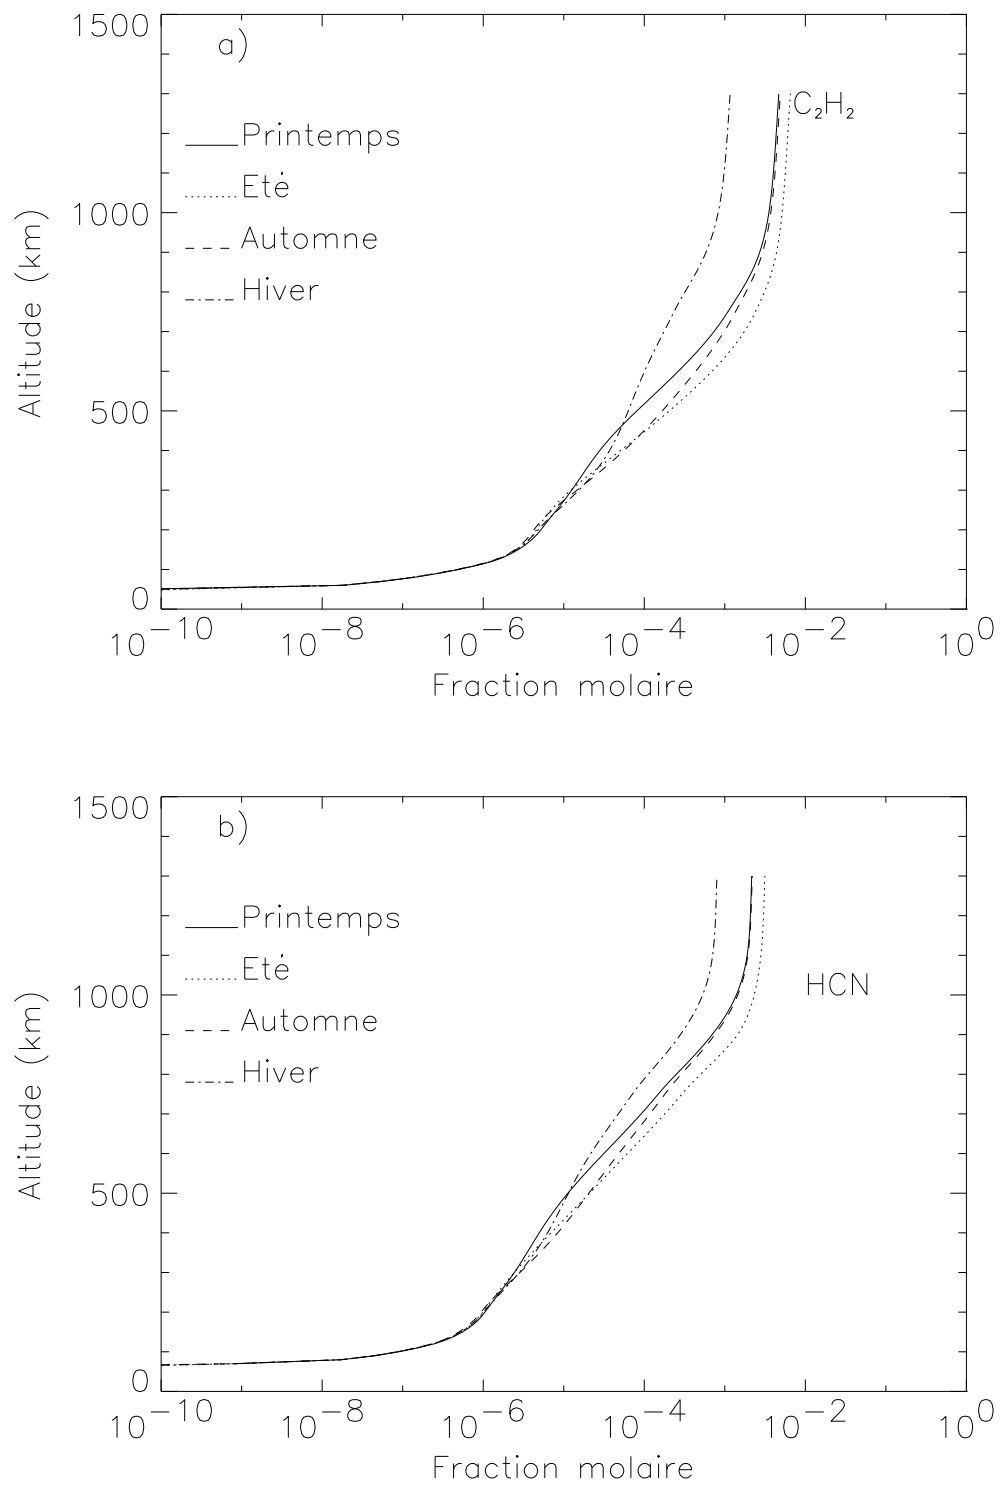 1500
a)
C₂H₂
Printemps
Eté
1000
Automne
Hiver
Altitude (km)
500
0
10⁻¹⁰ 10⁻⁸ 10⁻⁶ 10⁻⁴ 10⁻² 10⁰
Fraction molaire
1500
b)
Printemps
Eté
1000
HCN
Automne
Hiver
Altitude (km)
500
0
10⁻¹⁰ 10⁻⁸ 10⁻⁶ 10⁻⁴ 10⁻² 10⁰
Fraction molaire